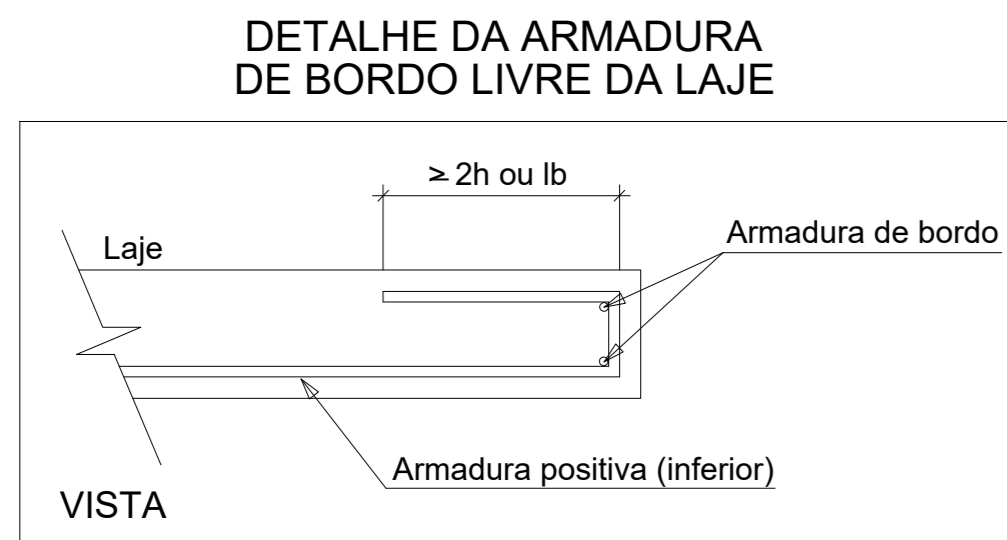 DETALHE DA ARMADURA
DE BORDO LIVRE DA LAJE
≥ 2h ou lb
Armadura de bordo
Laje
Armadura positiva (inferior)
VISTA